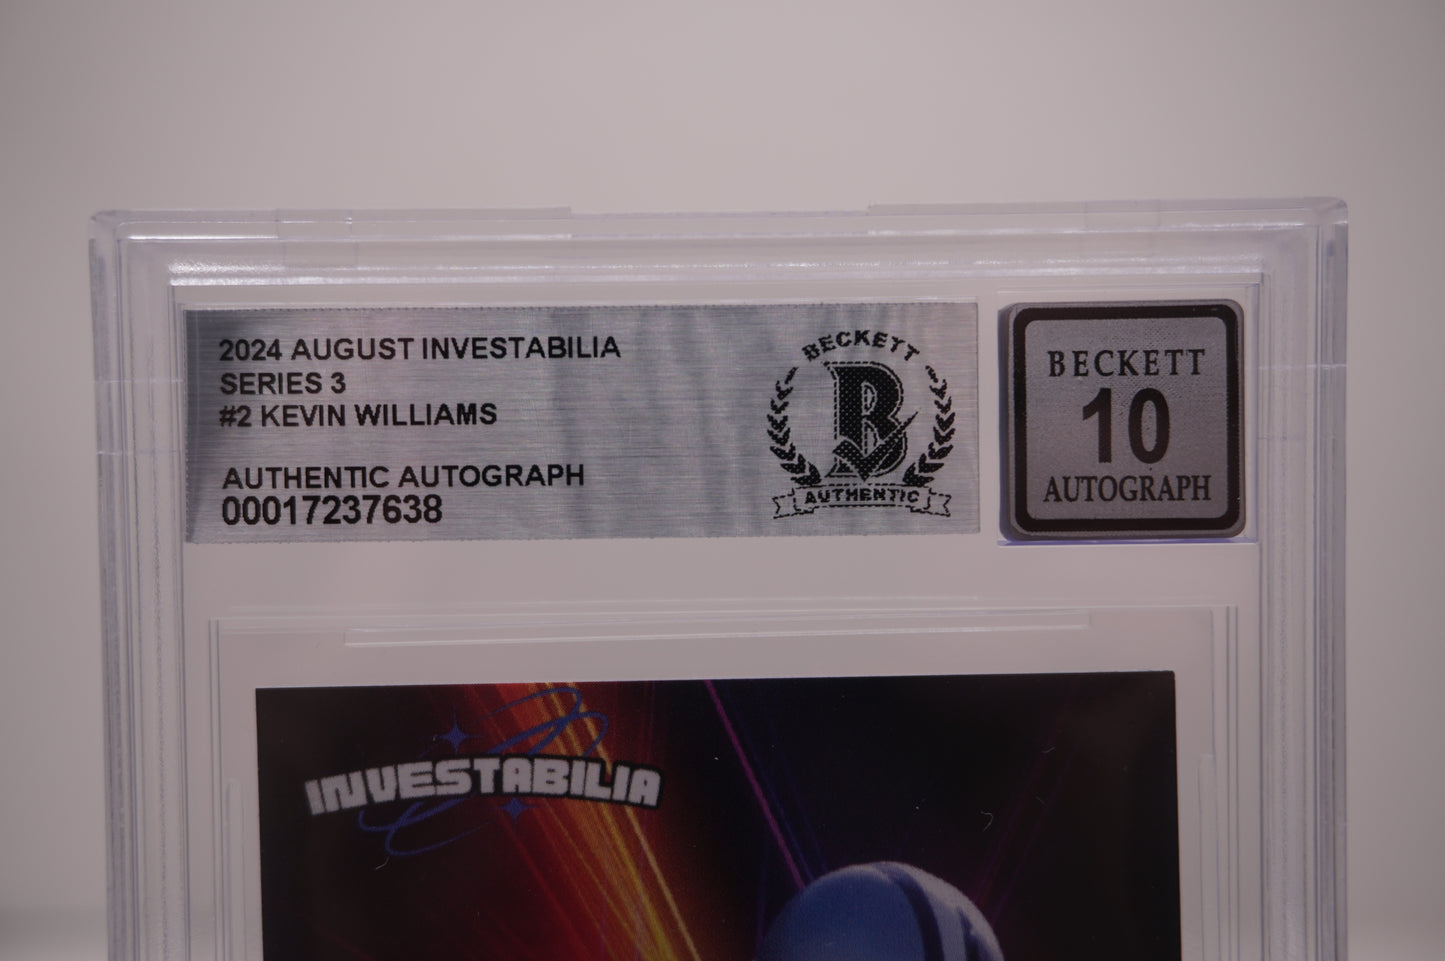 2024 AUGUST INVESTABILIA
SERIES 3
#2 KEVIN WILLIAMS
AUTHENTIC AUTOGRAPH
00017237638
BECKETT
B
AUTHENTIC
BECKETT
10
AUTOGRAPH
INVESTABILIA